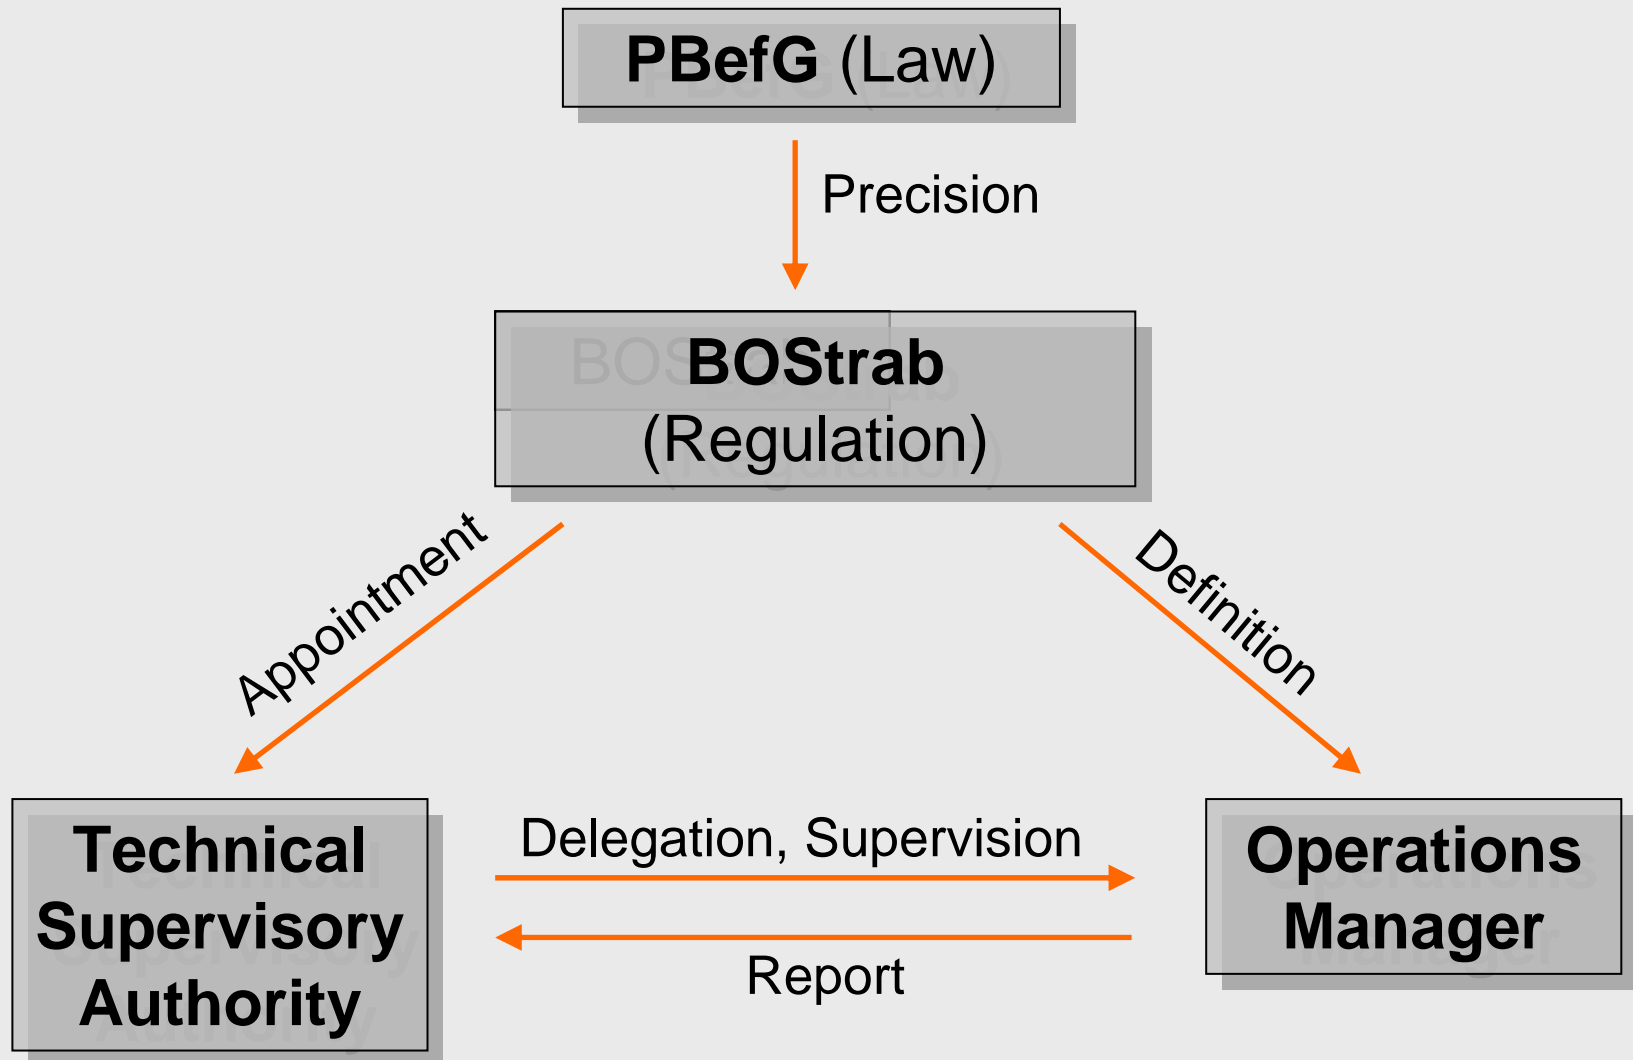 PBefG (Law)
Precision
BOStrab
(Regulation)
Appointment
Definition
Technical
Supervisory
Authority
Delegation, Supervision
Report
Operations
Manager